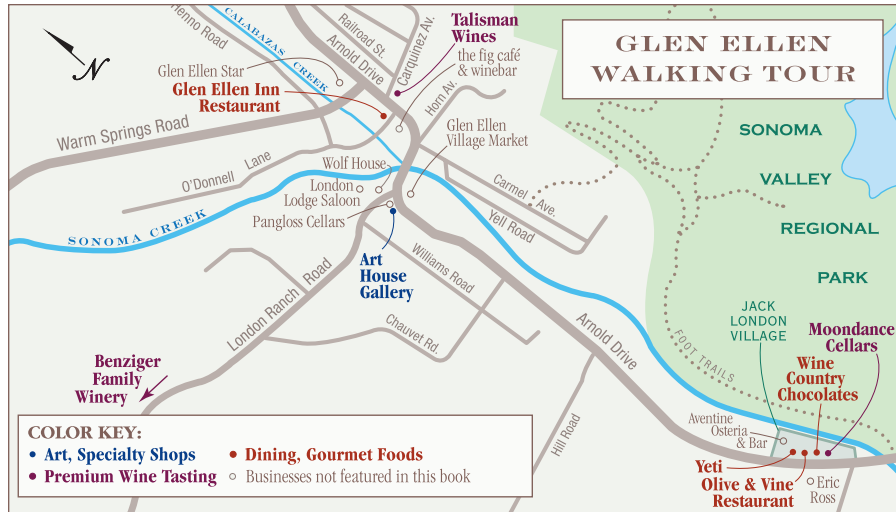 GLEN ELLEN
WALKING TOUR
N
Henno Road
CALABAZAS
CREEK
Railroad St.
Arnold Drive
Carquinez Av.
Talisman
Wines
the fig café
& winebar
Glen Ellen Star
Glen Ellen Inn
Restaurant
Horn Av.
Warm Springs Road
Glen Ellen
Village Market
O'Donnell Lane
Wolf House
London
Lodge Saloon
Pangloss Cellars
Carmel Ave.
Yell Road
SONOMA CREEK
Art
House
Gallery
Williams Road
London Ranch Road
Chauvet Rd.
Arnold Drive
SONOMA
VALLEY
REGIONAL
PARK
FOOT TRAILS
JACK
LONDON
VILLAGE
Moondance
Cellars
Wine
Country
Chocolates
Benziger
Family
Winery
Hill Road
Aventine
Osteria
& Bar
Yeti
Olive & Vine
Restaurant
Eric
Ross
COLOR KEY:
Art, Specialty Shops
Dining, Gourmet Foods
Premium Wine Tasting
Businesses not featured in this book